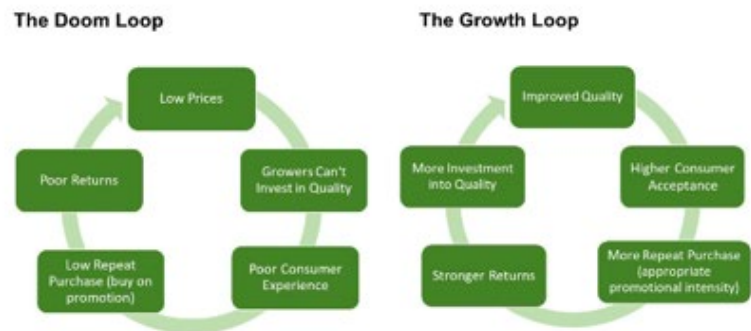 The Doom Loop
Low Prices
Growers Can't
Invest in Quality
Poor Consumer
Experience
Low Repeat
Purchase (buy on
promotion)
Poor Returns
The Growth Loop
Improved Quality
Higher Consumer
Acceptance
More Repeat Purchase
(appropriate
promotional intensity)
Stronger Returns
More Investment
into Quality